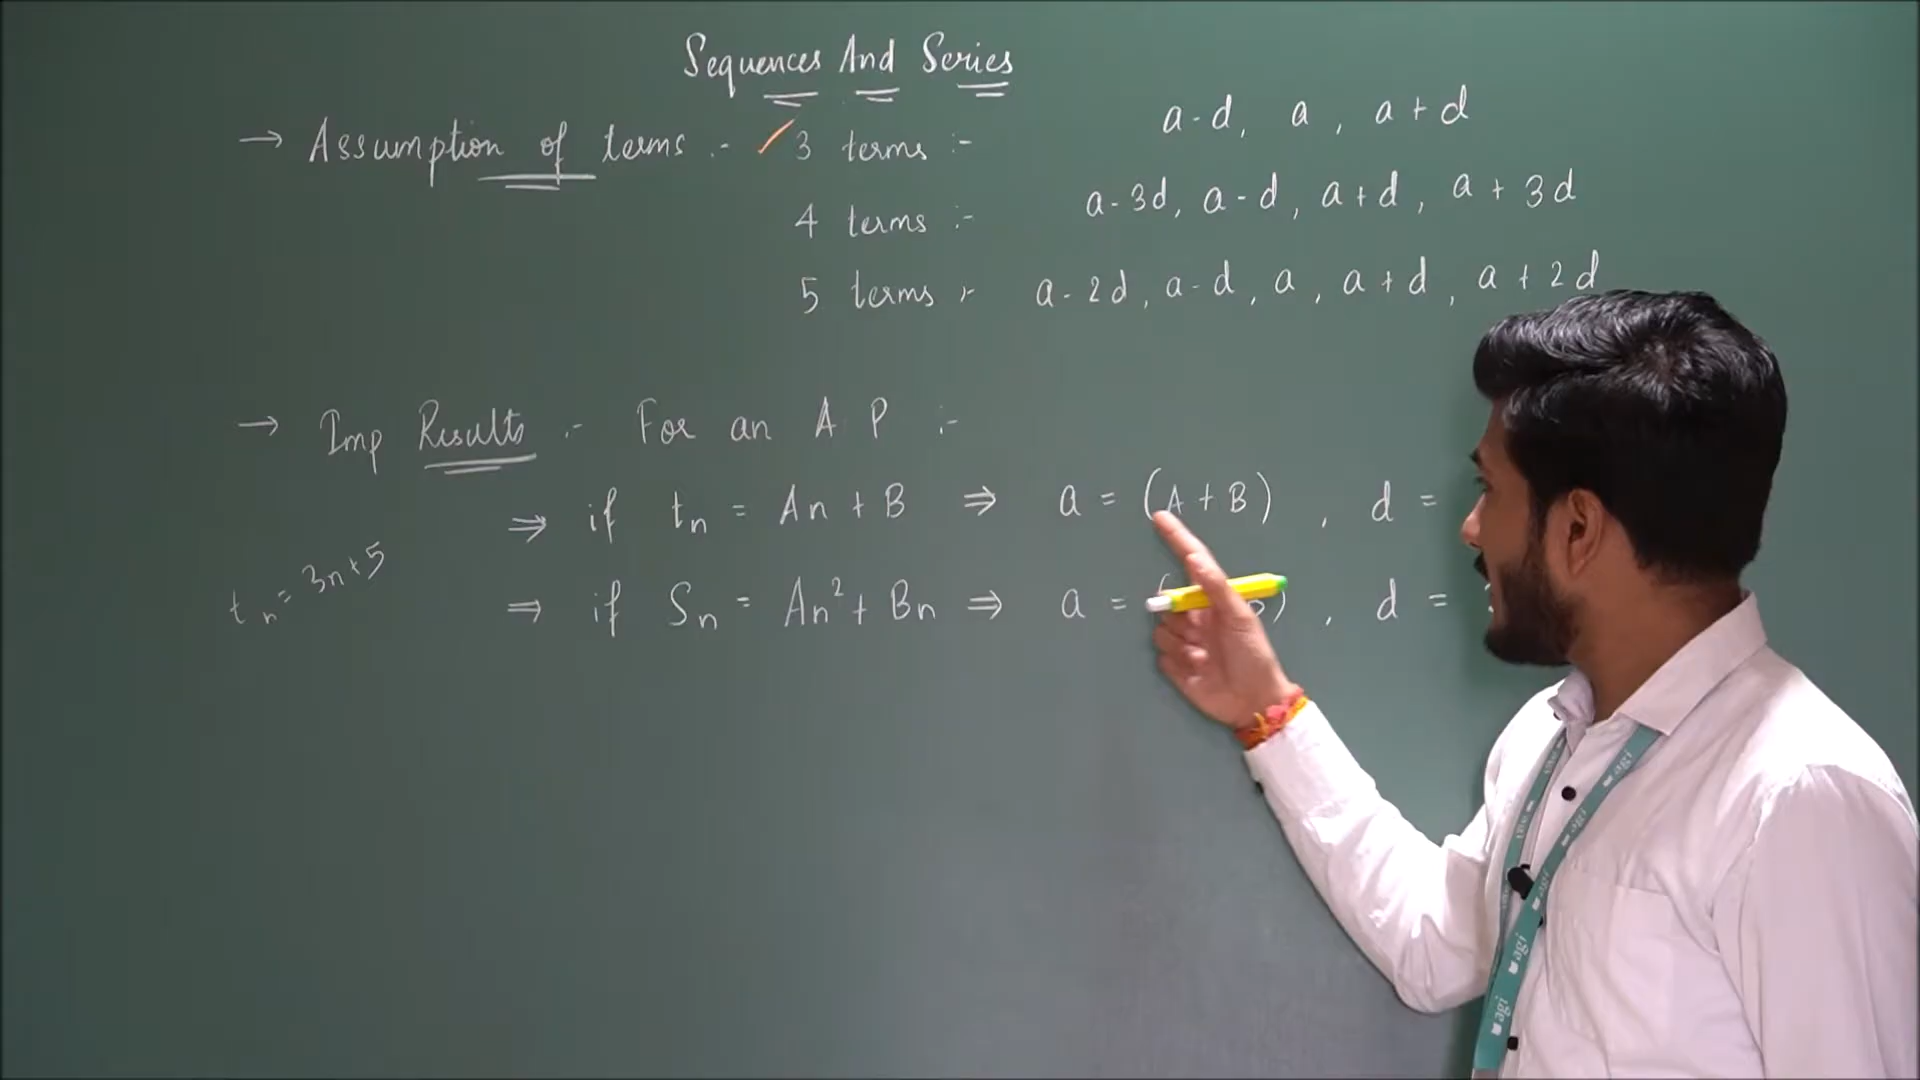 Sequences And Series
→ Assumption of terms :- 3 terms :- a-d, a, a+d
4 terms :- a-3d, a-d, a+d, a+3d
5 terms :- a-2d, a-d, a, a+d, a+2d
→ Imp Results :- For an A P :-
⇒ if tn = An + B ⇒ a = (A + B) , d =
tn = 3n+5
⇒ if Sn = An²+ Bn ⇒ a = ( ) , d =